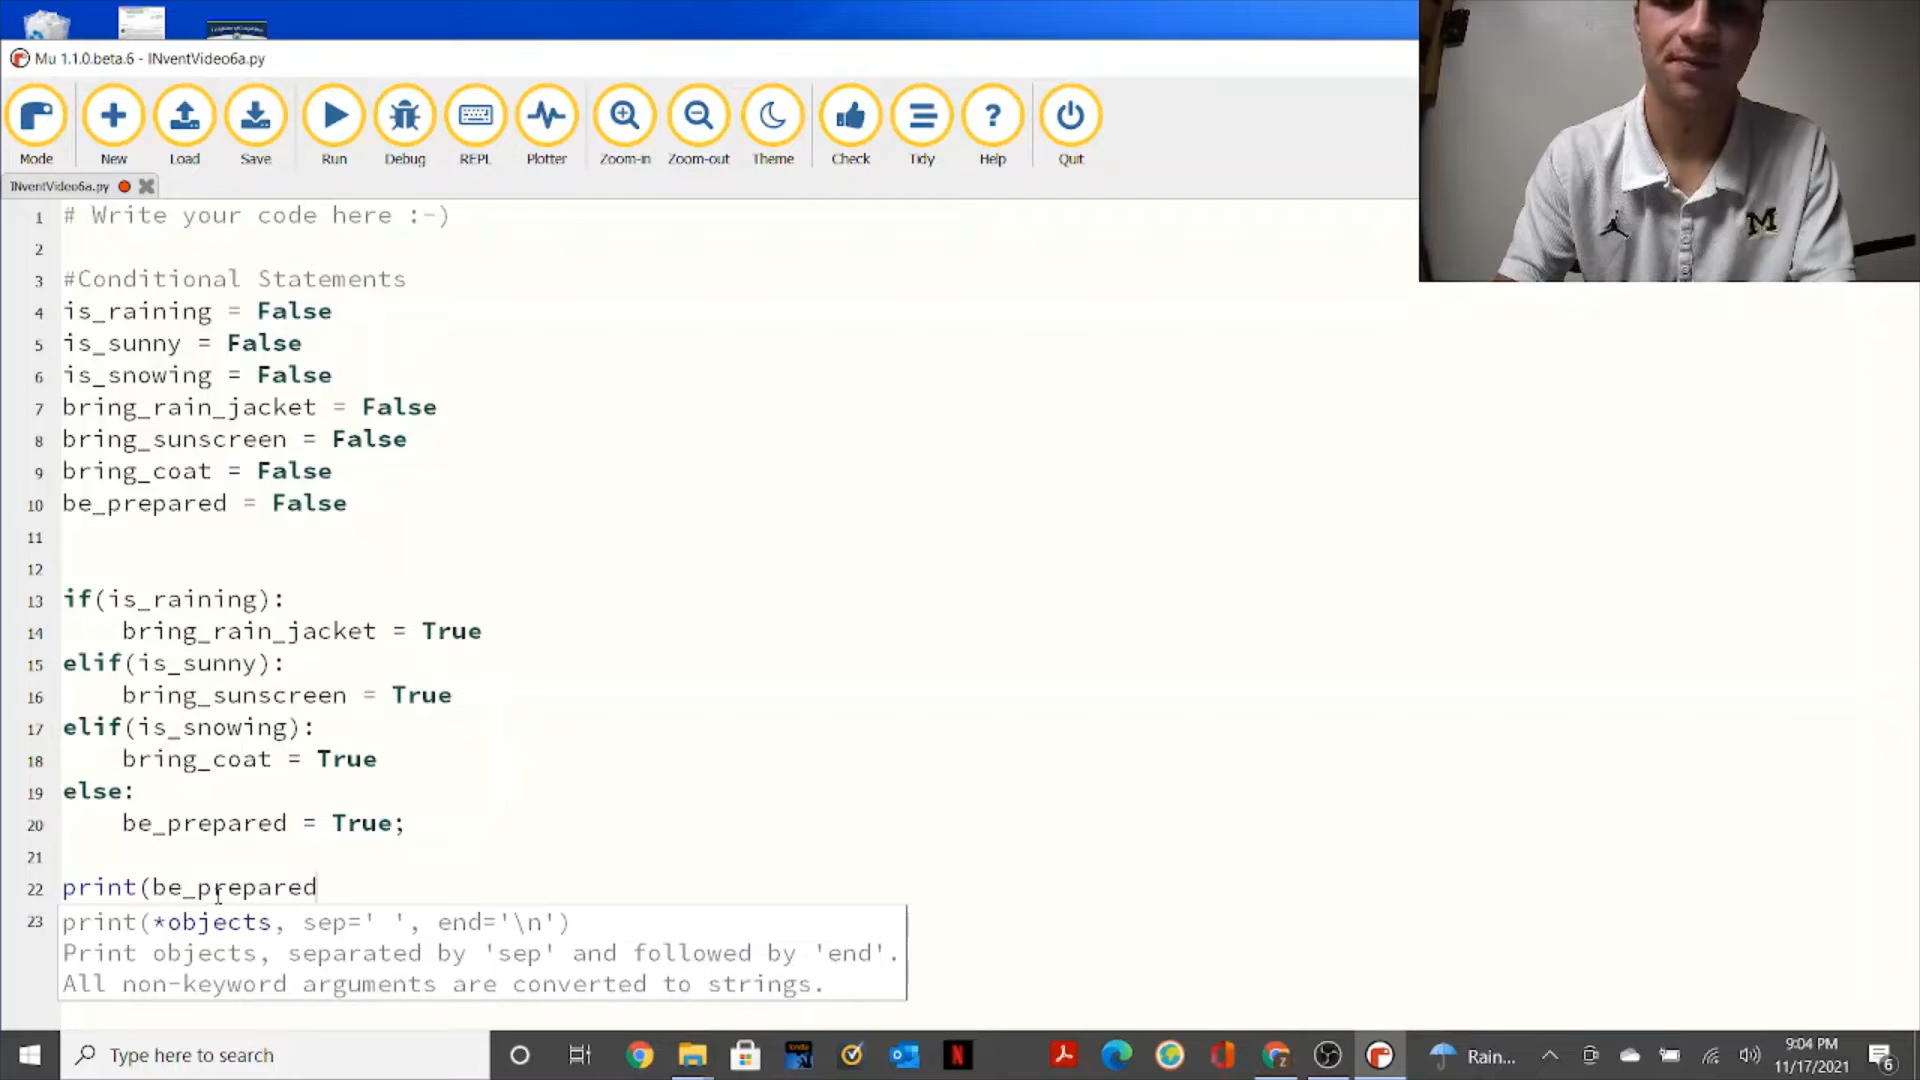 Mu 1.1.0.beta.6 - INventVideo6a.py
Mode New Load Save Run Debug REPL Plotter Zoom-in Zoom-out Theme Check Tidy Help Quit
INventVideo6a.py
1 # Write your code here :-)
2
3 #Conditional Statements
4 is_raining = False
5 is_sunny = False
6 is_snowing = False
7 bring_rain_jacket = False
8 bring_sunscreen = False
9 bring_coat = False
10 be_prepared = False
11
12
13 if(is_raining):
14 bring_rain_jacket = True
15 elif(is_sunny):
16 bring_sunscreen = True
17 elif(is_snowing):
18 bring_coat = True
19 else:
20 be_prepared = True;
21
22 print(be_prepared
23 print(*objects, sep=' ', end='\n')
Print objects, separated by 'sep' and followed by 'end'.
All non-keyword arguments are converted to strings.
M
Type here to search
Rain...
9:04 PM
11/17/2021
6